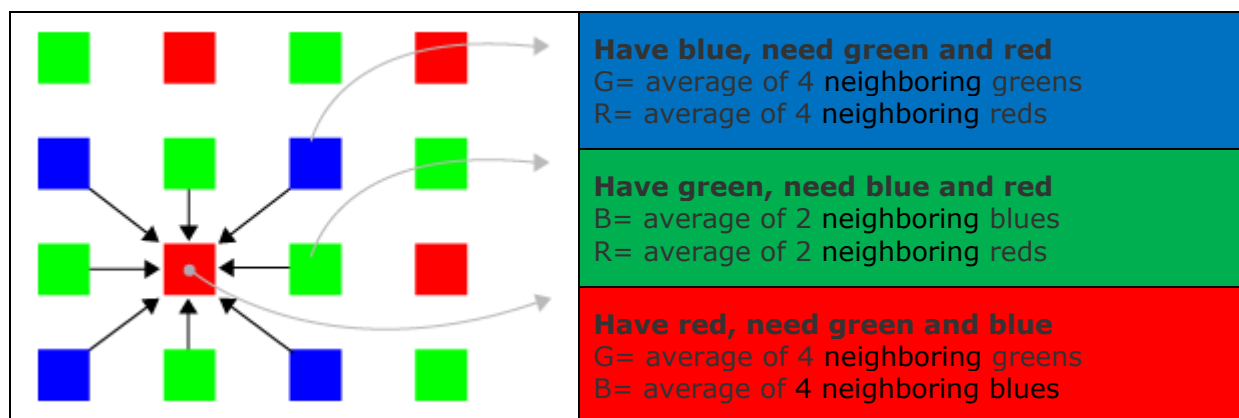 Have blue, need green and red
G= average of 4 neighboring greens
R= average of 4 neighboring reds
Have green, need blue and red
B= average of 2 neighboring blues
R= average of 2 neighboring reds
Have red, need green and blue
G= average of 4 neighboring greens
B= average of 4 neighboring blues